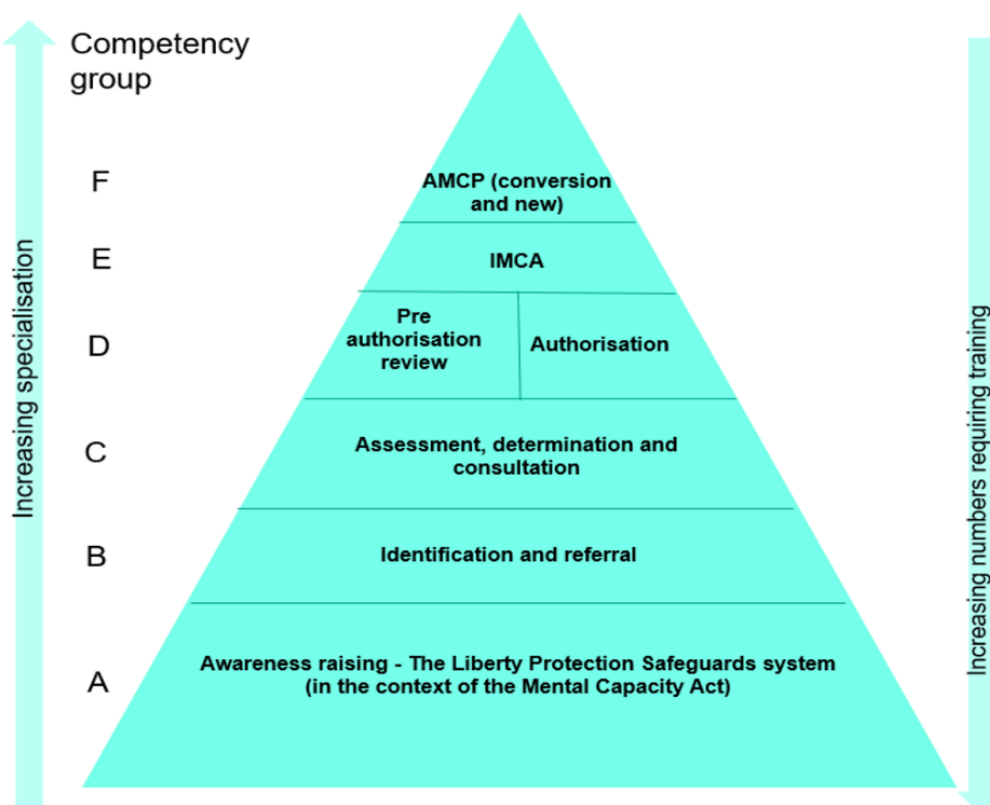 Competency
group
F
AMCP (conversion
and new)
E
IMCA
D
Pre
authorisation
review
Authorisation
C
Assessment, determination and
consultation
B
Identification and referral
A
Awareness raising - The Liberty Protection Safeguards system
(in the context of the Mental Capacity Act)
Increasing specialisation
Increasing numbers requiring training